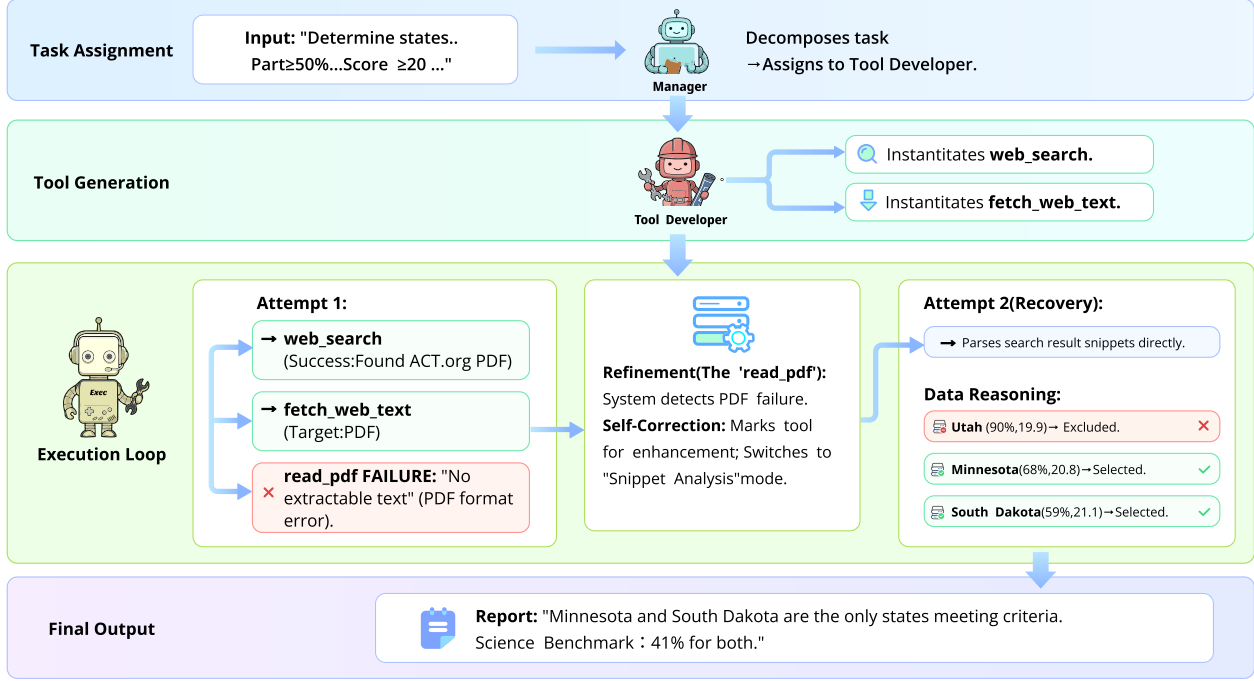 Task Assignment
Input: "Determine states..
Part≥50%...Score ≥20 ..."
Manager
Decomposes task
→Assigns to Tool Developer.
Tool Generation
Tool Developer
Instantitates web_search.
Instantitates fetch_web_text.
Exec
Execution Loop
Attempt 1:
→ web_search
(Success:Found ACT.org PDF)
→ fetch_web_text
(Target:PDF)
read_pdf FAILURE: "No
extractable text" (PDF format
error).
Refinement(The 'read_pdf'):
System detects PDF failure.
Self-Correction: Marks tool
for enhancement; Switches to
"Snippet Analysis"mode.
Attempt 2(Recovery):
→ Parses search result snippets directly.
Data Reasoning:
Utah (90%,19.9)→ Excluded.
Minnesota(68%,20.8)→Selected.
South Dakota(59%,21.1)→Selected.
Final Output
Report: "Minnesota and South Dakota are the only states meeting criteria.
Science Benchmark：41% for both."